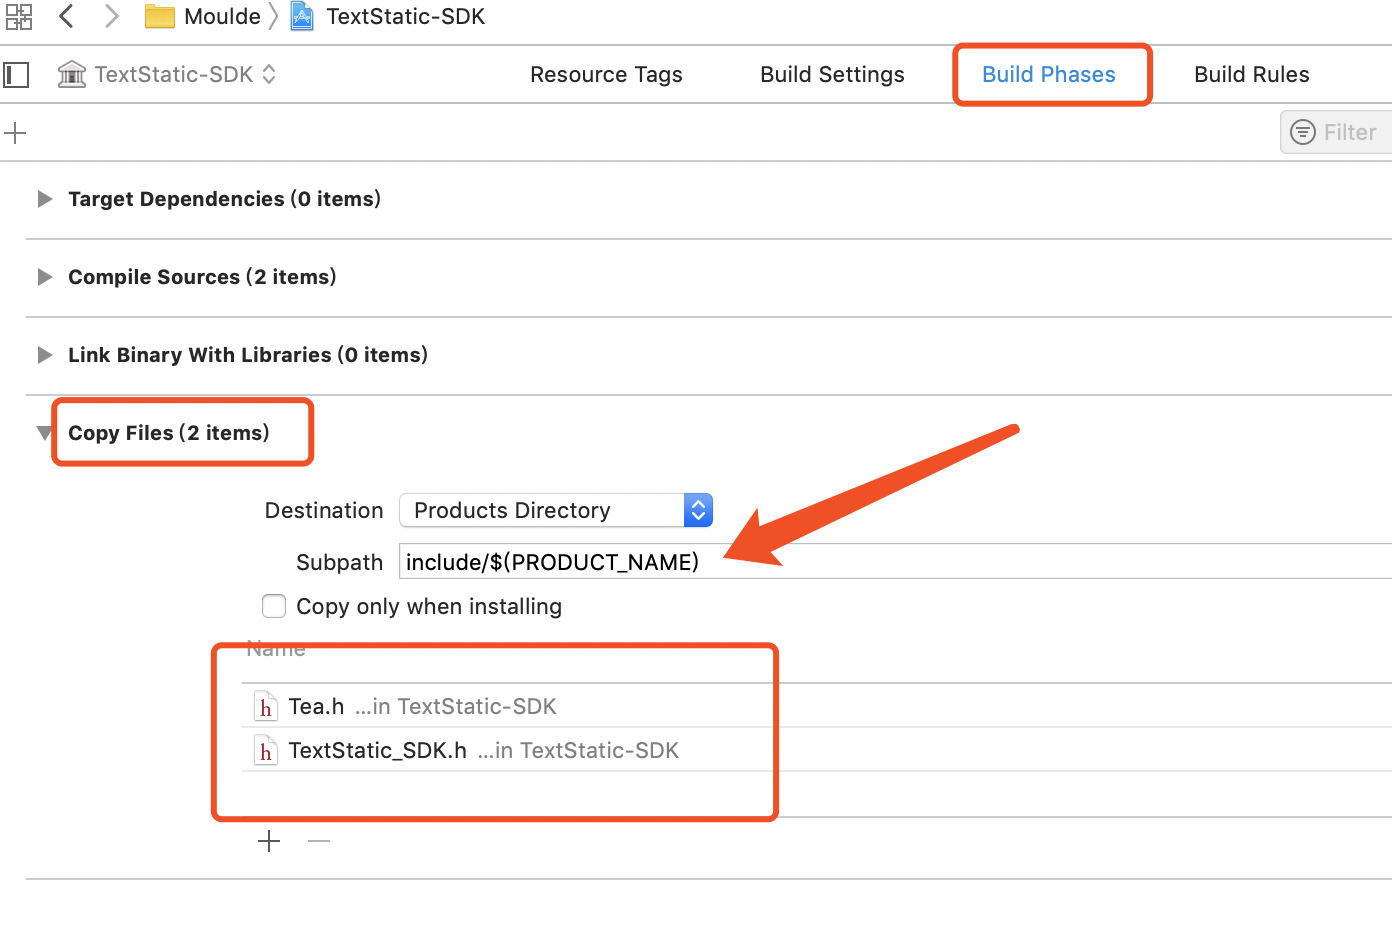 Moulde TextStatic-SDK
TextStatic-SDK Resource Tags Build Settings Build Phases Build Rules
Filter
Target Dependencies (0 items)
Compile Sources (2 items)
Link Binary With Libraries (0 items)
Copy Files (2 items)
Destination Products Directory
Subpath include/$(PRODUCT_NAME)
Copy only when installing
Name
h Tea.h ...in TextStatic-SDK
h TextStatic_SDK.h ...in TextStatic-SDK